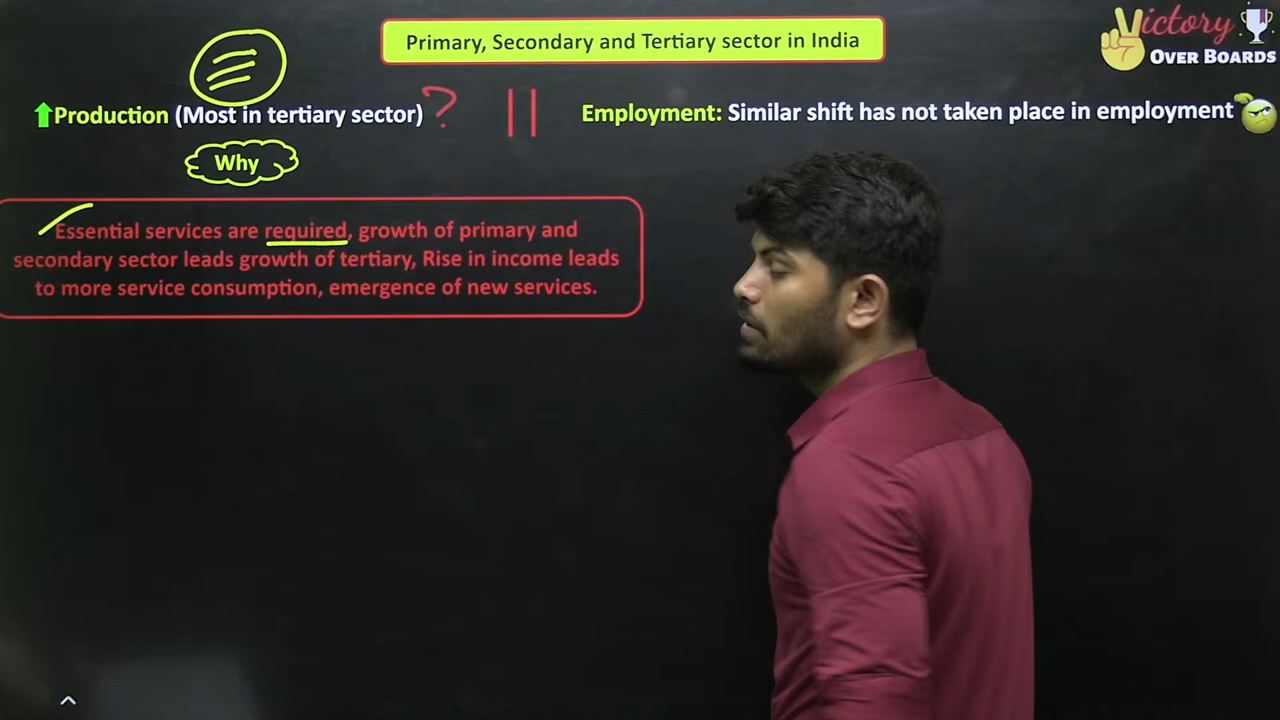 Primary, Secondary and Tertiary sector in India
Victory
OVER BOARDS
Production (Most in tertiary sector) ?
Employment: Similar shift has not taken place in employment
Why
Essential services are required, growth of primary and
secondary sector leads growth of tertiary, Rise in income leads
to more service consumption, emergence of new services.